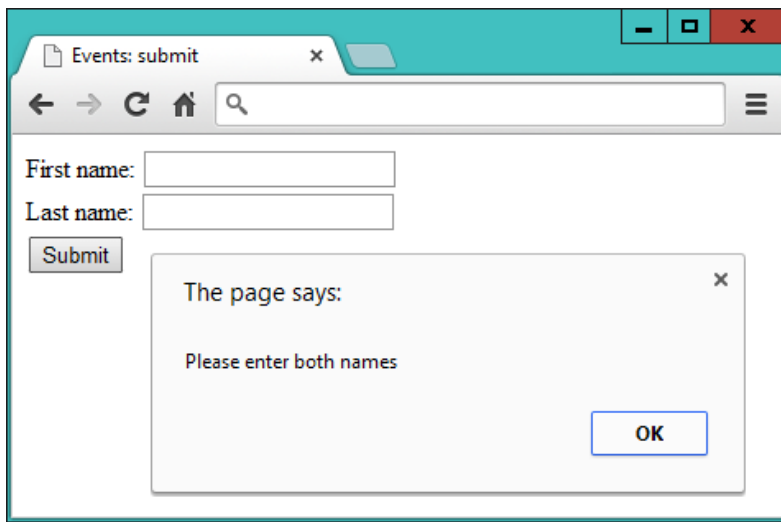 Events: submit
First name:
Last name:
Submit
The page says:
Please enter both names
OK